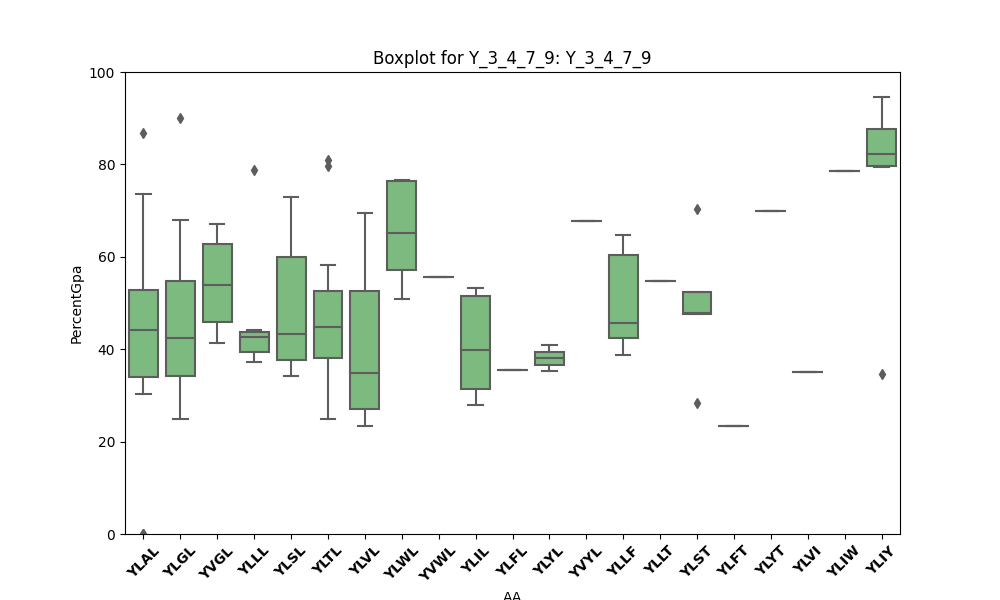 Boxplot for Y_3_4_7_9: Y_3_4_7_9
100
80
60
40
20
0
PercentGpa
YLAL YLGL YVGL YLLL YLSL YLTL YLVL YLWL YVWL YLIL YLFL YLYL YVYL YLLF YLLT YLST YLFT YLYT YLVI YLIW YLIY
AA